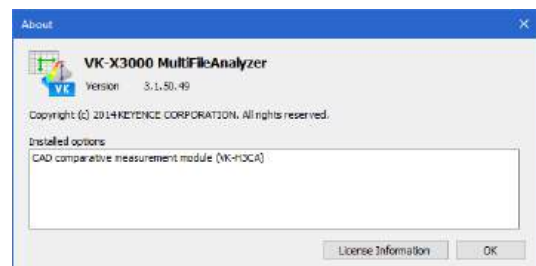 About
VK-X3000 MultiFileAnalyzer
VK
Version 3.1.50.49
Copyright (c) 2014 KEYENCE CORPORATION. All rights reserved.
Installed options
CAD comparative measurement module (VK-H3CA)
License Information
OK